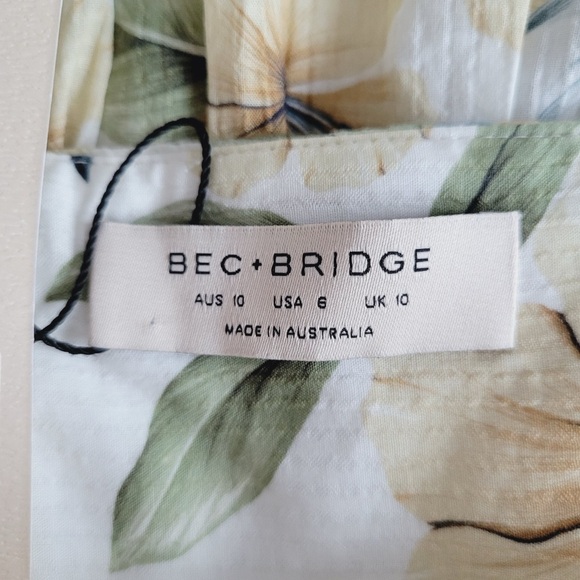 BEC+BRIDGE
AUS 10 USA 6 UK 10
MADE IN AUSTRALIA